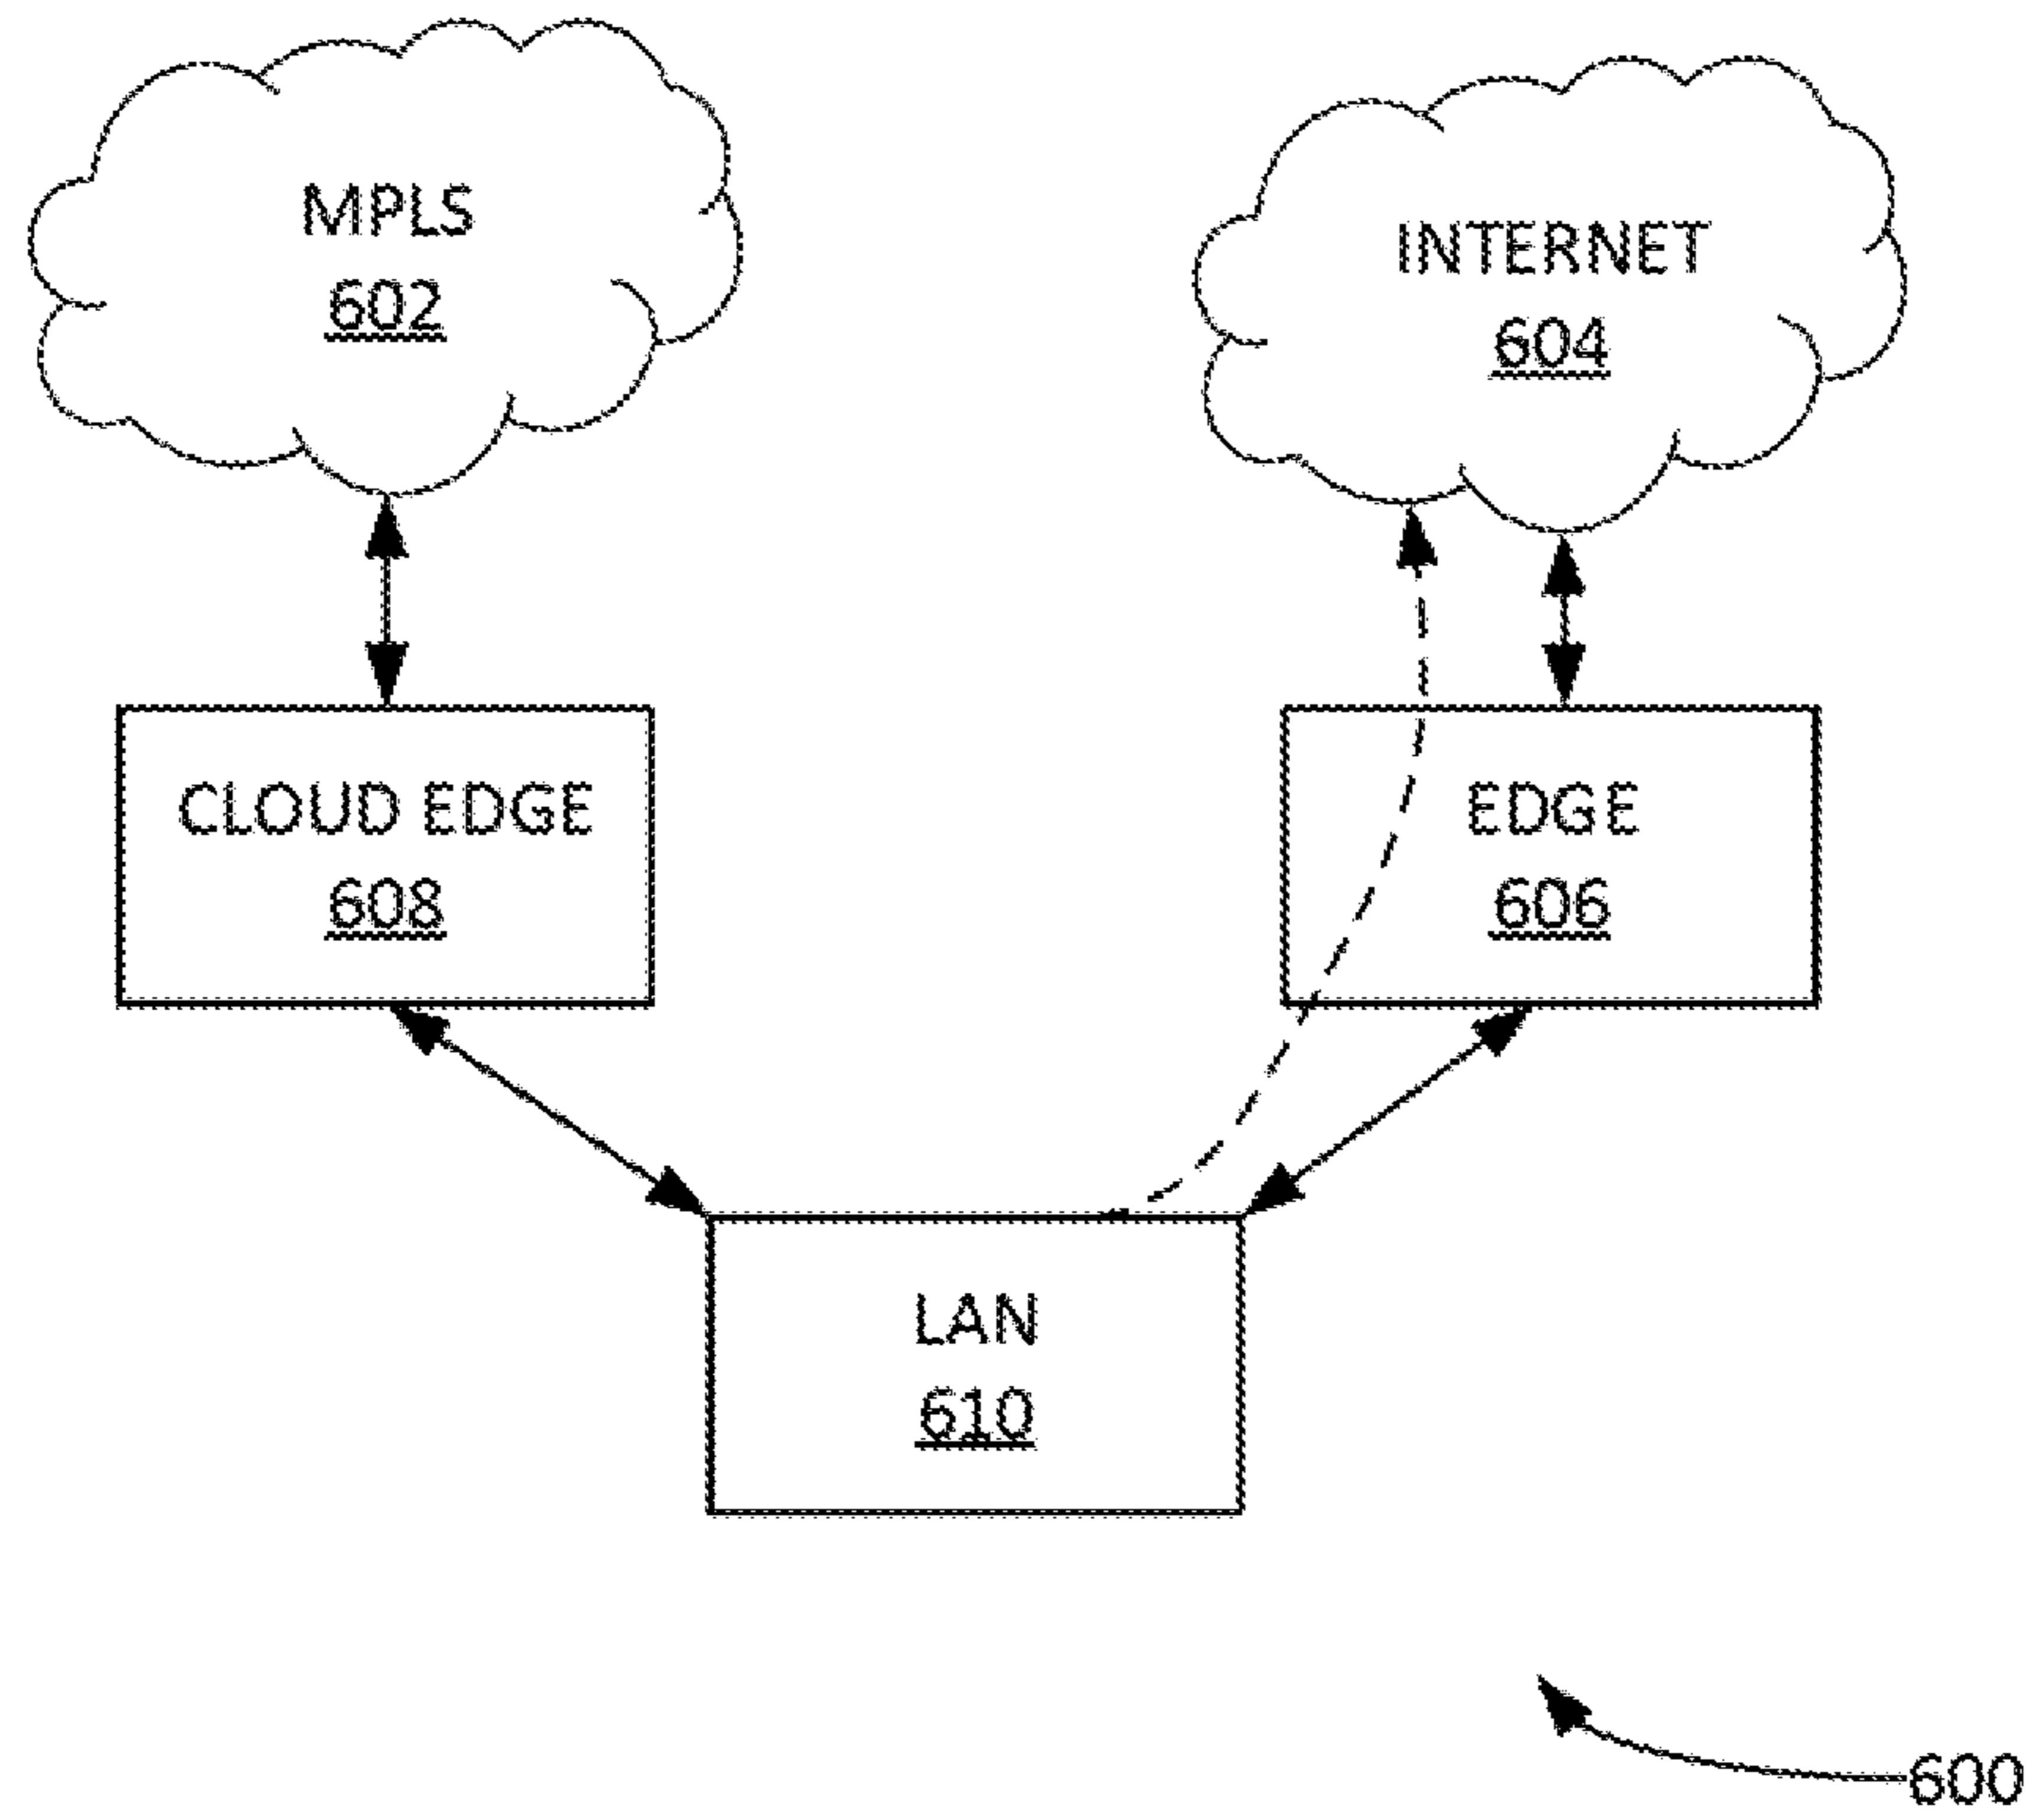 MPLS
602
INTERNET
604
CLOUD EDGE
608
EDGE
606
LAN
610
600